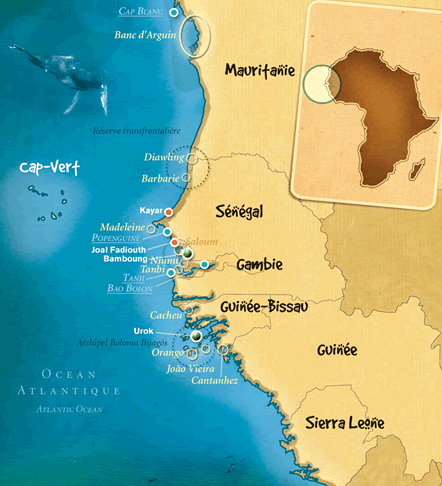 CAP BLANC
Banc d'Arguin
Mauritanie
Réserve transfrontalière
Diawling
Cap-Vert
Barbarie
Kayar
Sénégal
Madeleine
POPENGUINE
Joal Fadiouth
Saloum
Bamboung
Niumi
Gambie
Tanbi
TANJI
BAO BOLON
Guinée-Bissau
Cacheu
Urok
Archipel Boloma Bijagós
Orango
Guinée
João Vieira
Cantanhez
OCEAN
ATLANTIQUE
ATLANTIC OCEAN
Sierra Leone